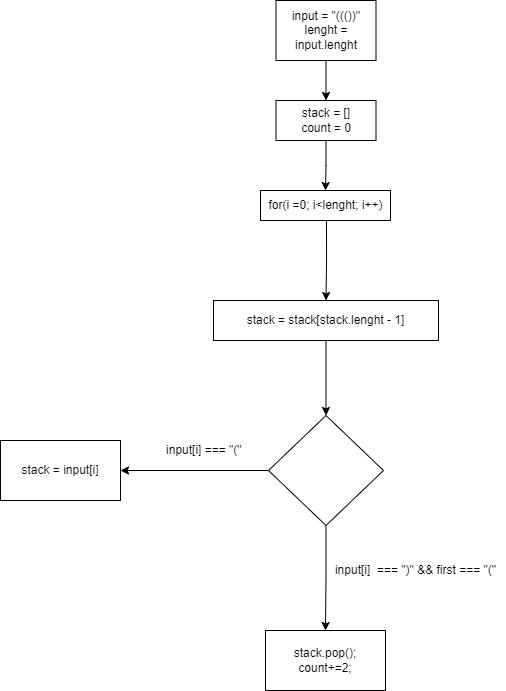 input = "((())"
lenght =
input.lenght
stack = []
count = 0
for(i =0; i<lenght; i++)
stack = stack[stack.lenght - 1]
input[i] === "("
stack = input[i]
input[i]  === ")" && first === "("
stack.pop();
count+=2;